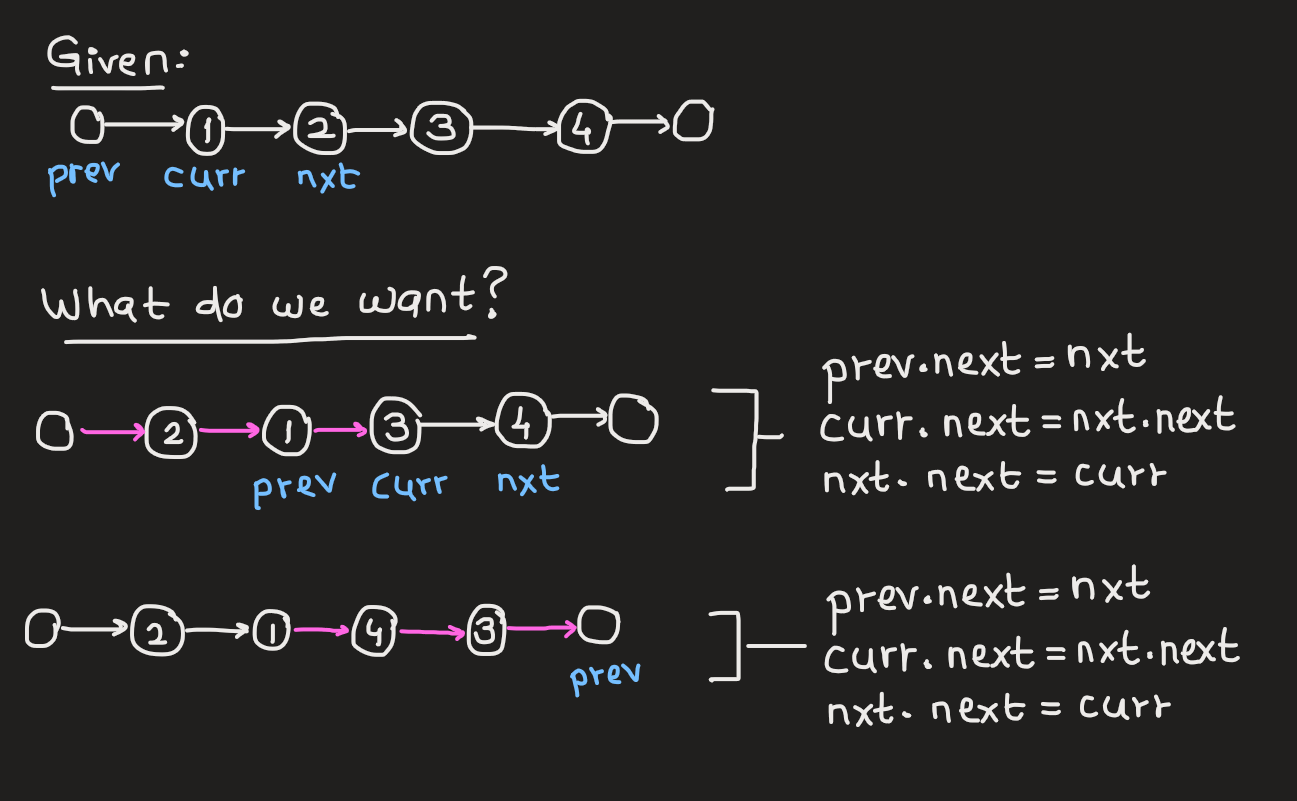 Given:
1 2 3 4
prev curr nxt
What do we want?
2 1 3 4
prev curr nxt
prev.next = nxt
curr. next = nxt.next
nxt. next = curr
2 1 4 3
prev
prev.next = nxt
curr. next = nxt.next
nxt. next = curr